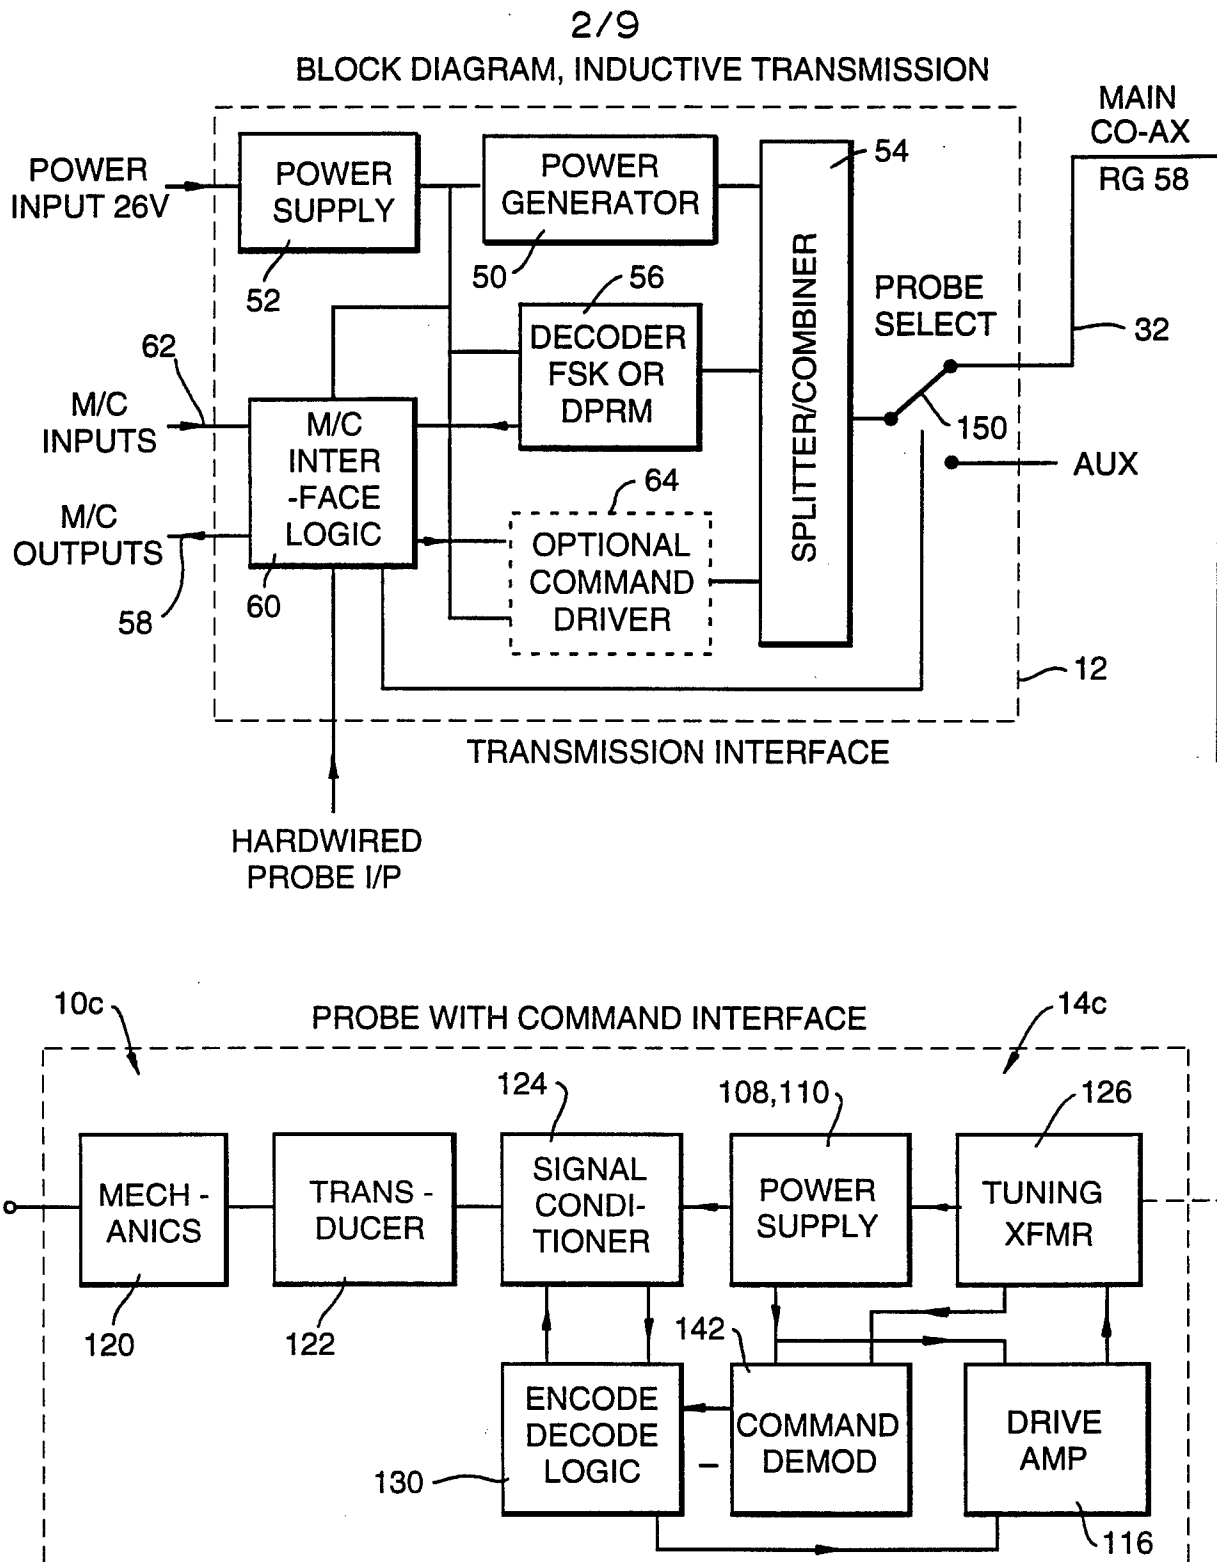 2/9
BLOCK DIAGRAM, INDUCTIVE TRANSMISSION
MAIN
CO-AX
RG 58
POWER
INPUT 26V
POWER
SUPPLY
52
POWER
GENERATOR
50
54
SPLITTER/COMBINER
56
DECODER
FSK OR
DPRM
PROBE
SELECT
32
62
M/C
INPUTS
M/C
INTER
-FACE
LOGIC
150
AUX
64
M/C
OUTPUTS
OPTIONAL
COMMAND
DRIVER
58
60
12
TRANSMISSION INTERFACE
HARDWIRED
PROBE I/P
10c
PROBE WITH COMMAND INTERFACE
14c
124
108,110
126
MECH -
ANICS
TRANS -
DUCER
SIGNAL
CONDI-
TIONER
POWER
SUPPLY
TUNING
XFMR
120
122
142
ENCODE
DECODE
LOGIC
COMMAND
DEMOD
DRIVE
AMP
130
116